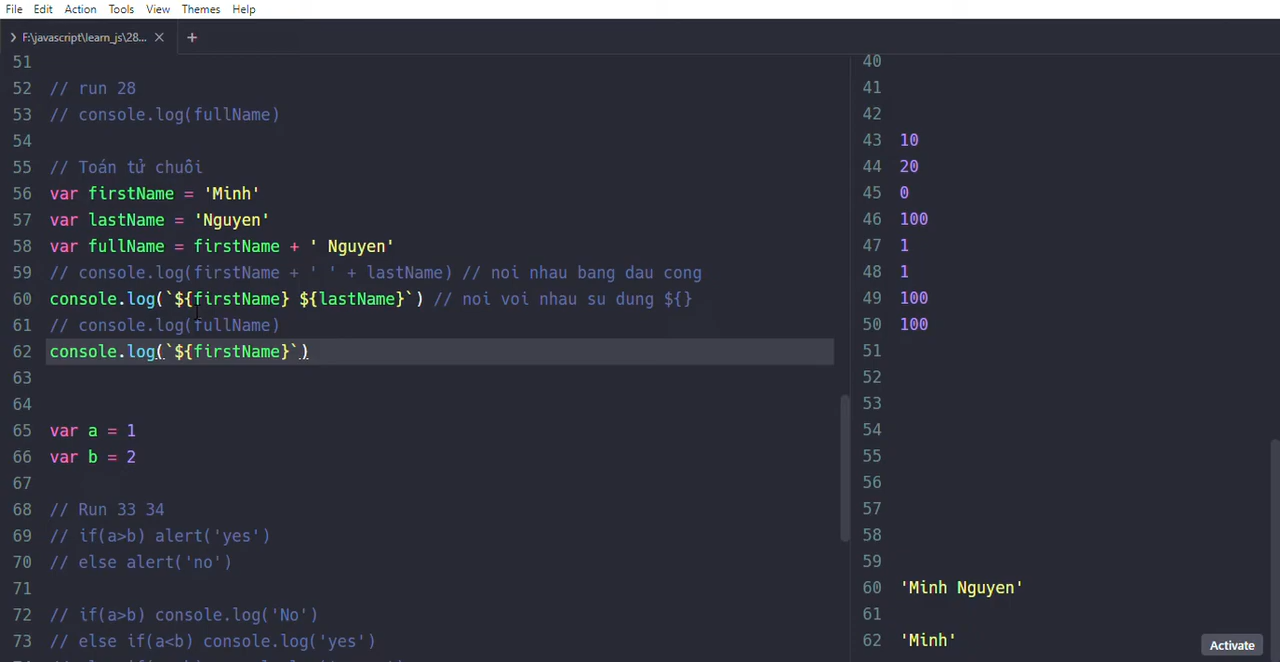 File Edit Action Tools View Themes Help
F:\javascript\learn_js\28...
51
52 // run 28
53 // console.log(fullName)
54
55 // Toán tử chuỗi
56 var firstName = 'Minh'
57 var lastName = 'Nguyen'
58 var fullName = firstName + ' Nguyen'
59 // console.log(firstName + ' ' + lastName) // noi nhau bang dau cong
60 console.log(`${firstName} ${lastName}`) // noi voi nhau su dung ${}
61 // console.log(fullName)
62 console.log(`${firstName}`)
63
64
65 var a = 1
66 var b = 2
67
68 // Run 33 34
69 // if(a>b) alert('yes')
70 // else alert('no')
71
72 // if(a>b) console.log('No')
73 // else if(a<b) console.log('yes')
40
41
42
43 10
44 20
45 0
46 100
47 1
48 1
49 100
50 100
51
52
53
54
55
56
57
58
59
60 'Minh Nguyen'
61
62 'Minh'
Activate